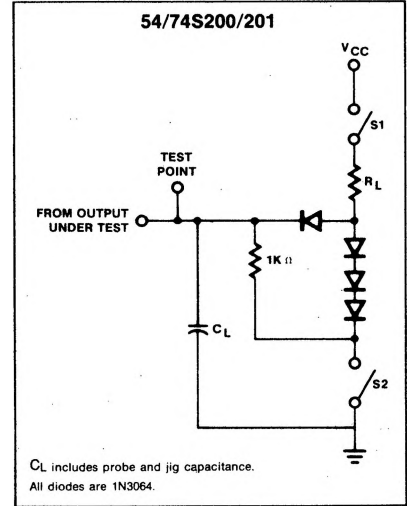 54/74S200/201
VCC
S1
TEST
POINT
RL
FROM OUTPUT
UNDER TEST
1K Ω
CL
S2
CL includes probe and jig capacitance.
All diodes are 1N3064.